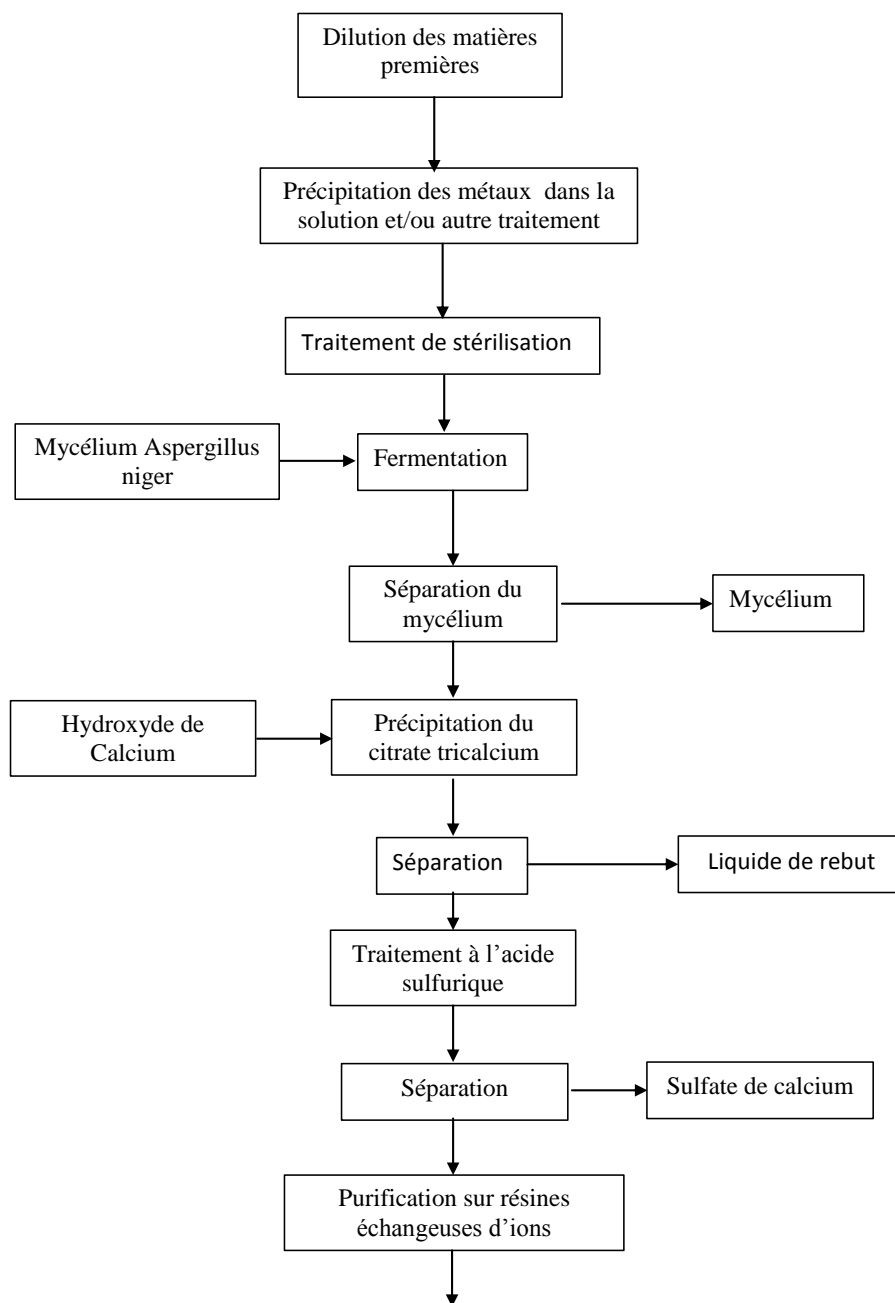 Dilution des matières
premières
Précipitation des métaux dans la
solution et/ou autre traitement
Traitement de stérilisation
Mycélium Aspergillus
niger
Fermentation
Séparation du
mycélium
Mycélium
Hydroxyde de
Calcium
Précipitation du
citrate tricalcium
Séparation
Liquide de rebut
Traitement à l’acide
sulfurique
Séparation
Sulfate de calcium
Purification sur résines
échangeuses d’ions